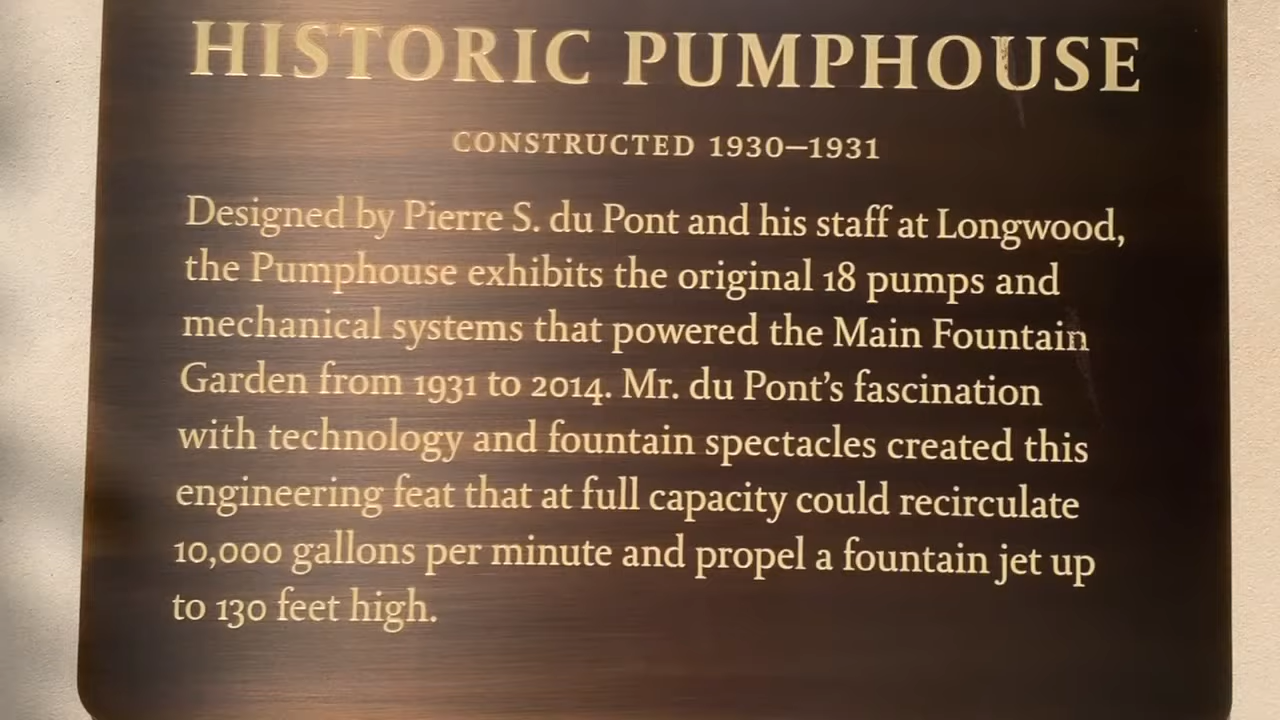 HISTORIC PUMPHOUSE
CONSTRUCTED 1930–1931
Designed by Pierre S. du Pont and his staff at Longwood,
the Pumphouse exhibits the original 18 pumps and
mechanical systems that powered the Main Fountain
Garden from 1931 to 2014. Mr. du Pont’s fascination
with technology and fountain spectacles created this
engineering feat that at full capacity could recirculate
10,000 gallons per minute and propel a fountain jet up
to 130 feet high.